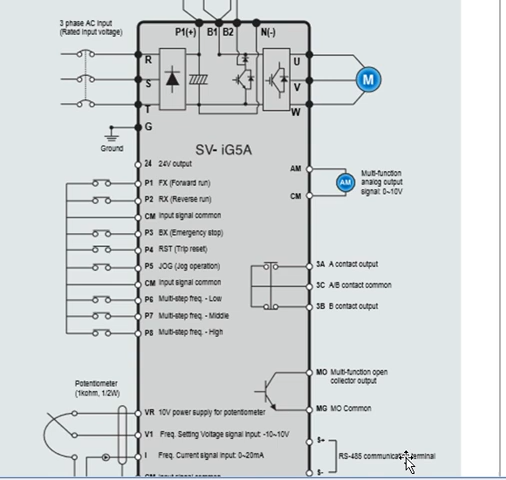 3 phase AC input
(Rated input voltage)
P1(+) B1 B2 N(-)
R
S
T
G
Ground
U
V
W
M
SV- iG5A
24 24V output
P1 FX (Forward run)
P2 RX (Reverse run)
CM Input signal common
P3 BX (Emergency stop)
P4 RST (Trip reset)
P5 JOG (Jog operation)
CM Input signal common
P6 Multi-step freq. - Low
P7 Multi-step freq. - Middle
P8 Multi-step freq. - High
AM
AM
CM
Multi-function
analog output
signal: 0~10V
3A A contact output
3C A/B contact common
3B B contact output
MO Multi-function open
collector output
MG MO Common
Potentiometer
(1kohm, 1/2W)
VR 10V power supply for potentiometer
V1 Freq. Setting Voltage signal input: -10~10V
I Freq. Current signal input: 0~20mA
CM Input signal common
S+
RS-485 communication terminal
S-